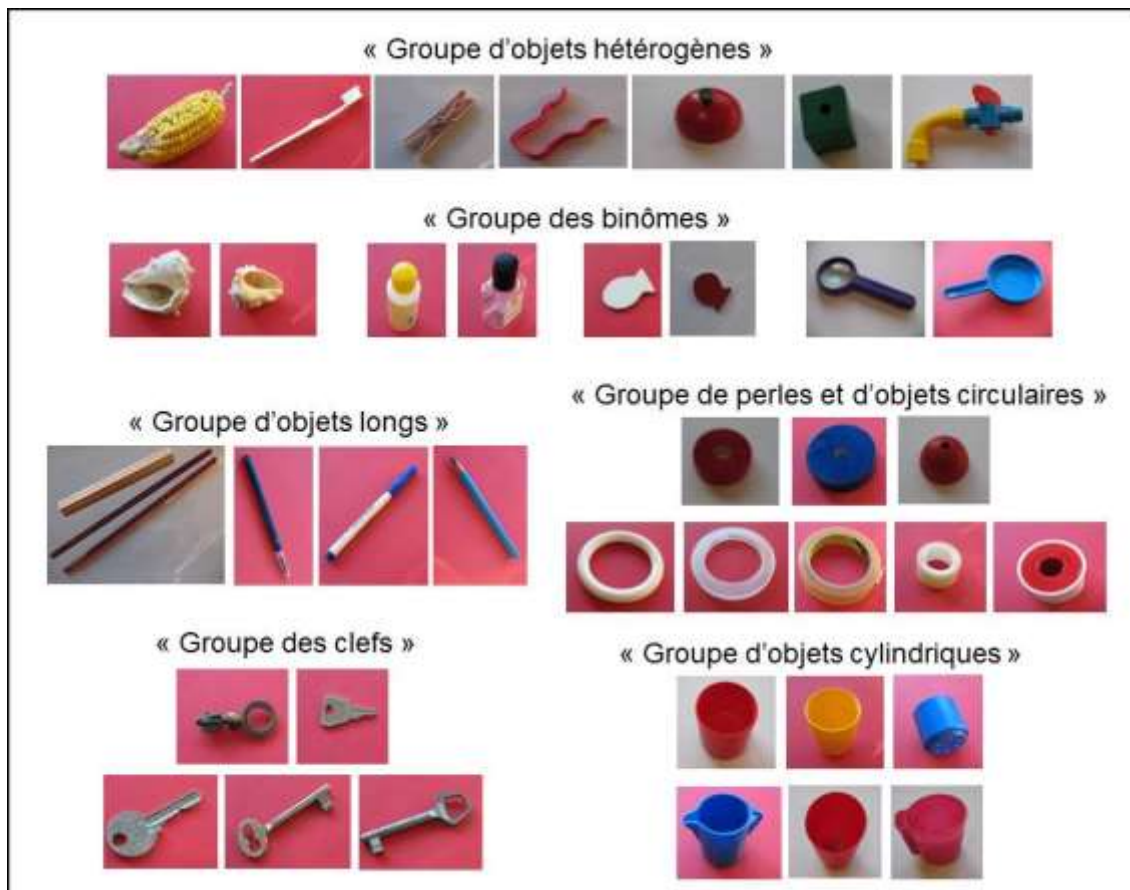 « Groupe d'objets hétérogènes »
« Groupe des binômes »
« Groupe de perles et d'objets circulaires »
« Groupe d'objets longs »
« Groupe des clefs »
« Groupe d'objets cylindriques »